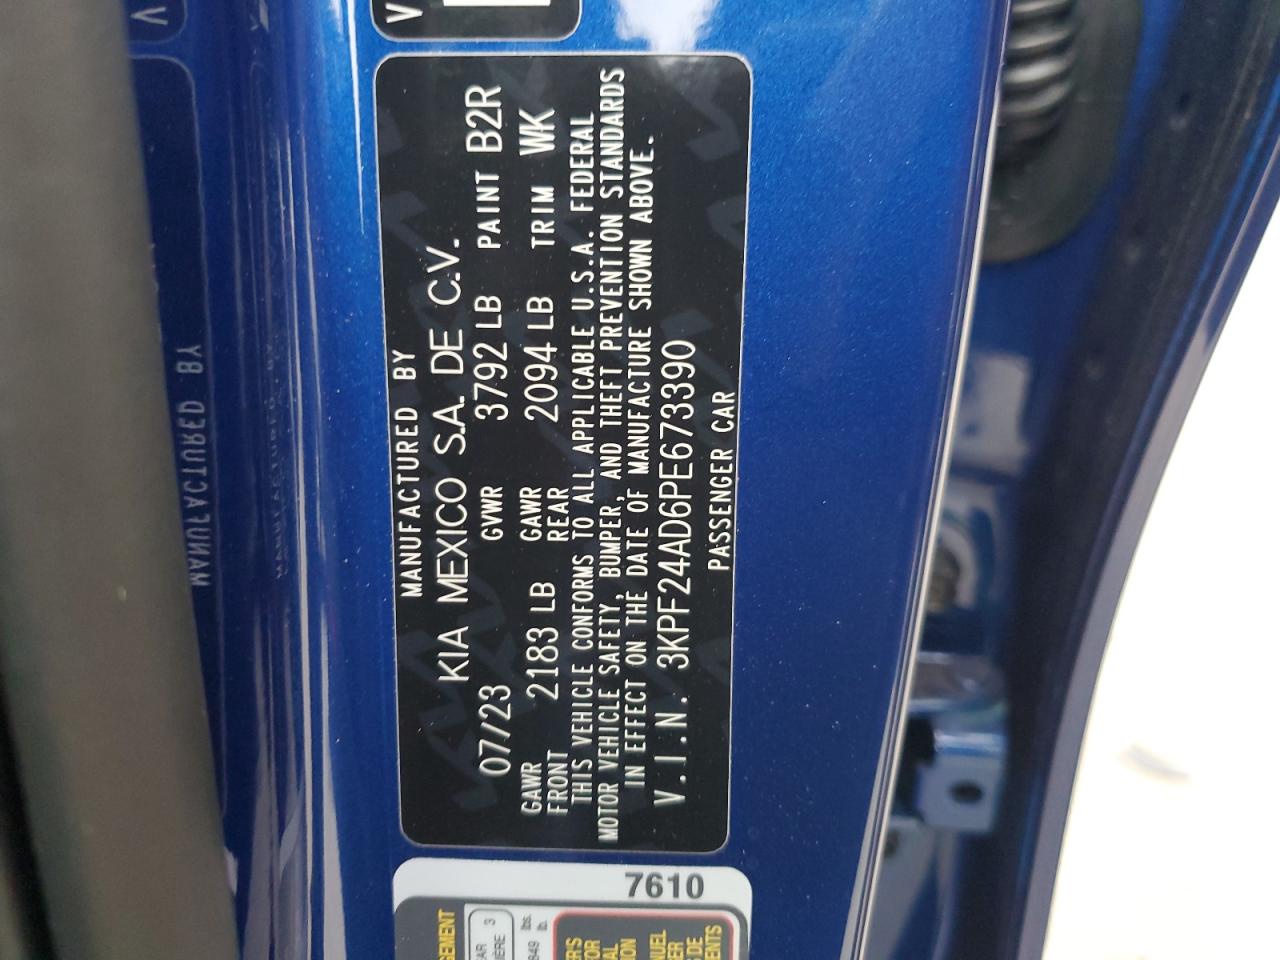 MANUFACTURED BY
KIA MEXICO S.A. DE C.V.
07/23 GVWR 3792 LB PAINT B2R
GAWR FRONT 2183 LB GAWR REAR 2094 LB TRIM WK
THIS VEHICLE CONFORMS TO ALL APPLICABLE U.S.A. FEDERAL
MOTOR VEHICLE SAFETY, BUMPER, AND THEFT PREVENTION STANDARDS
IN EFFECT ON THE DATE OF MANUFACTURE SHOWN ABOVE.
V.I.N. 3KPF24AD6PE673390
PASSENGER CAR
7610
MANUFACTURED BY